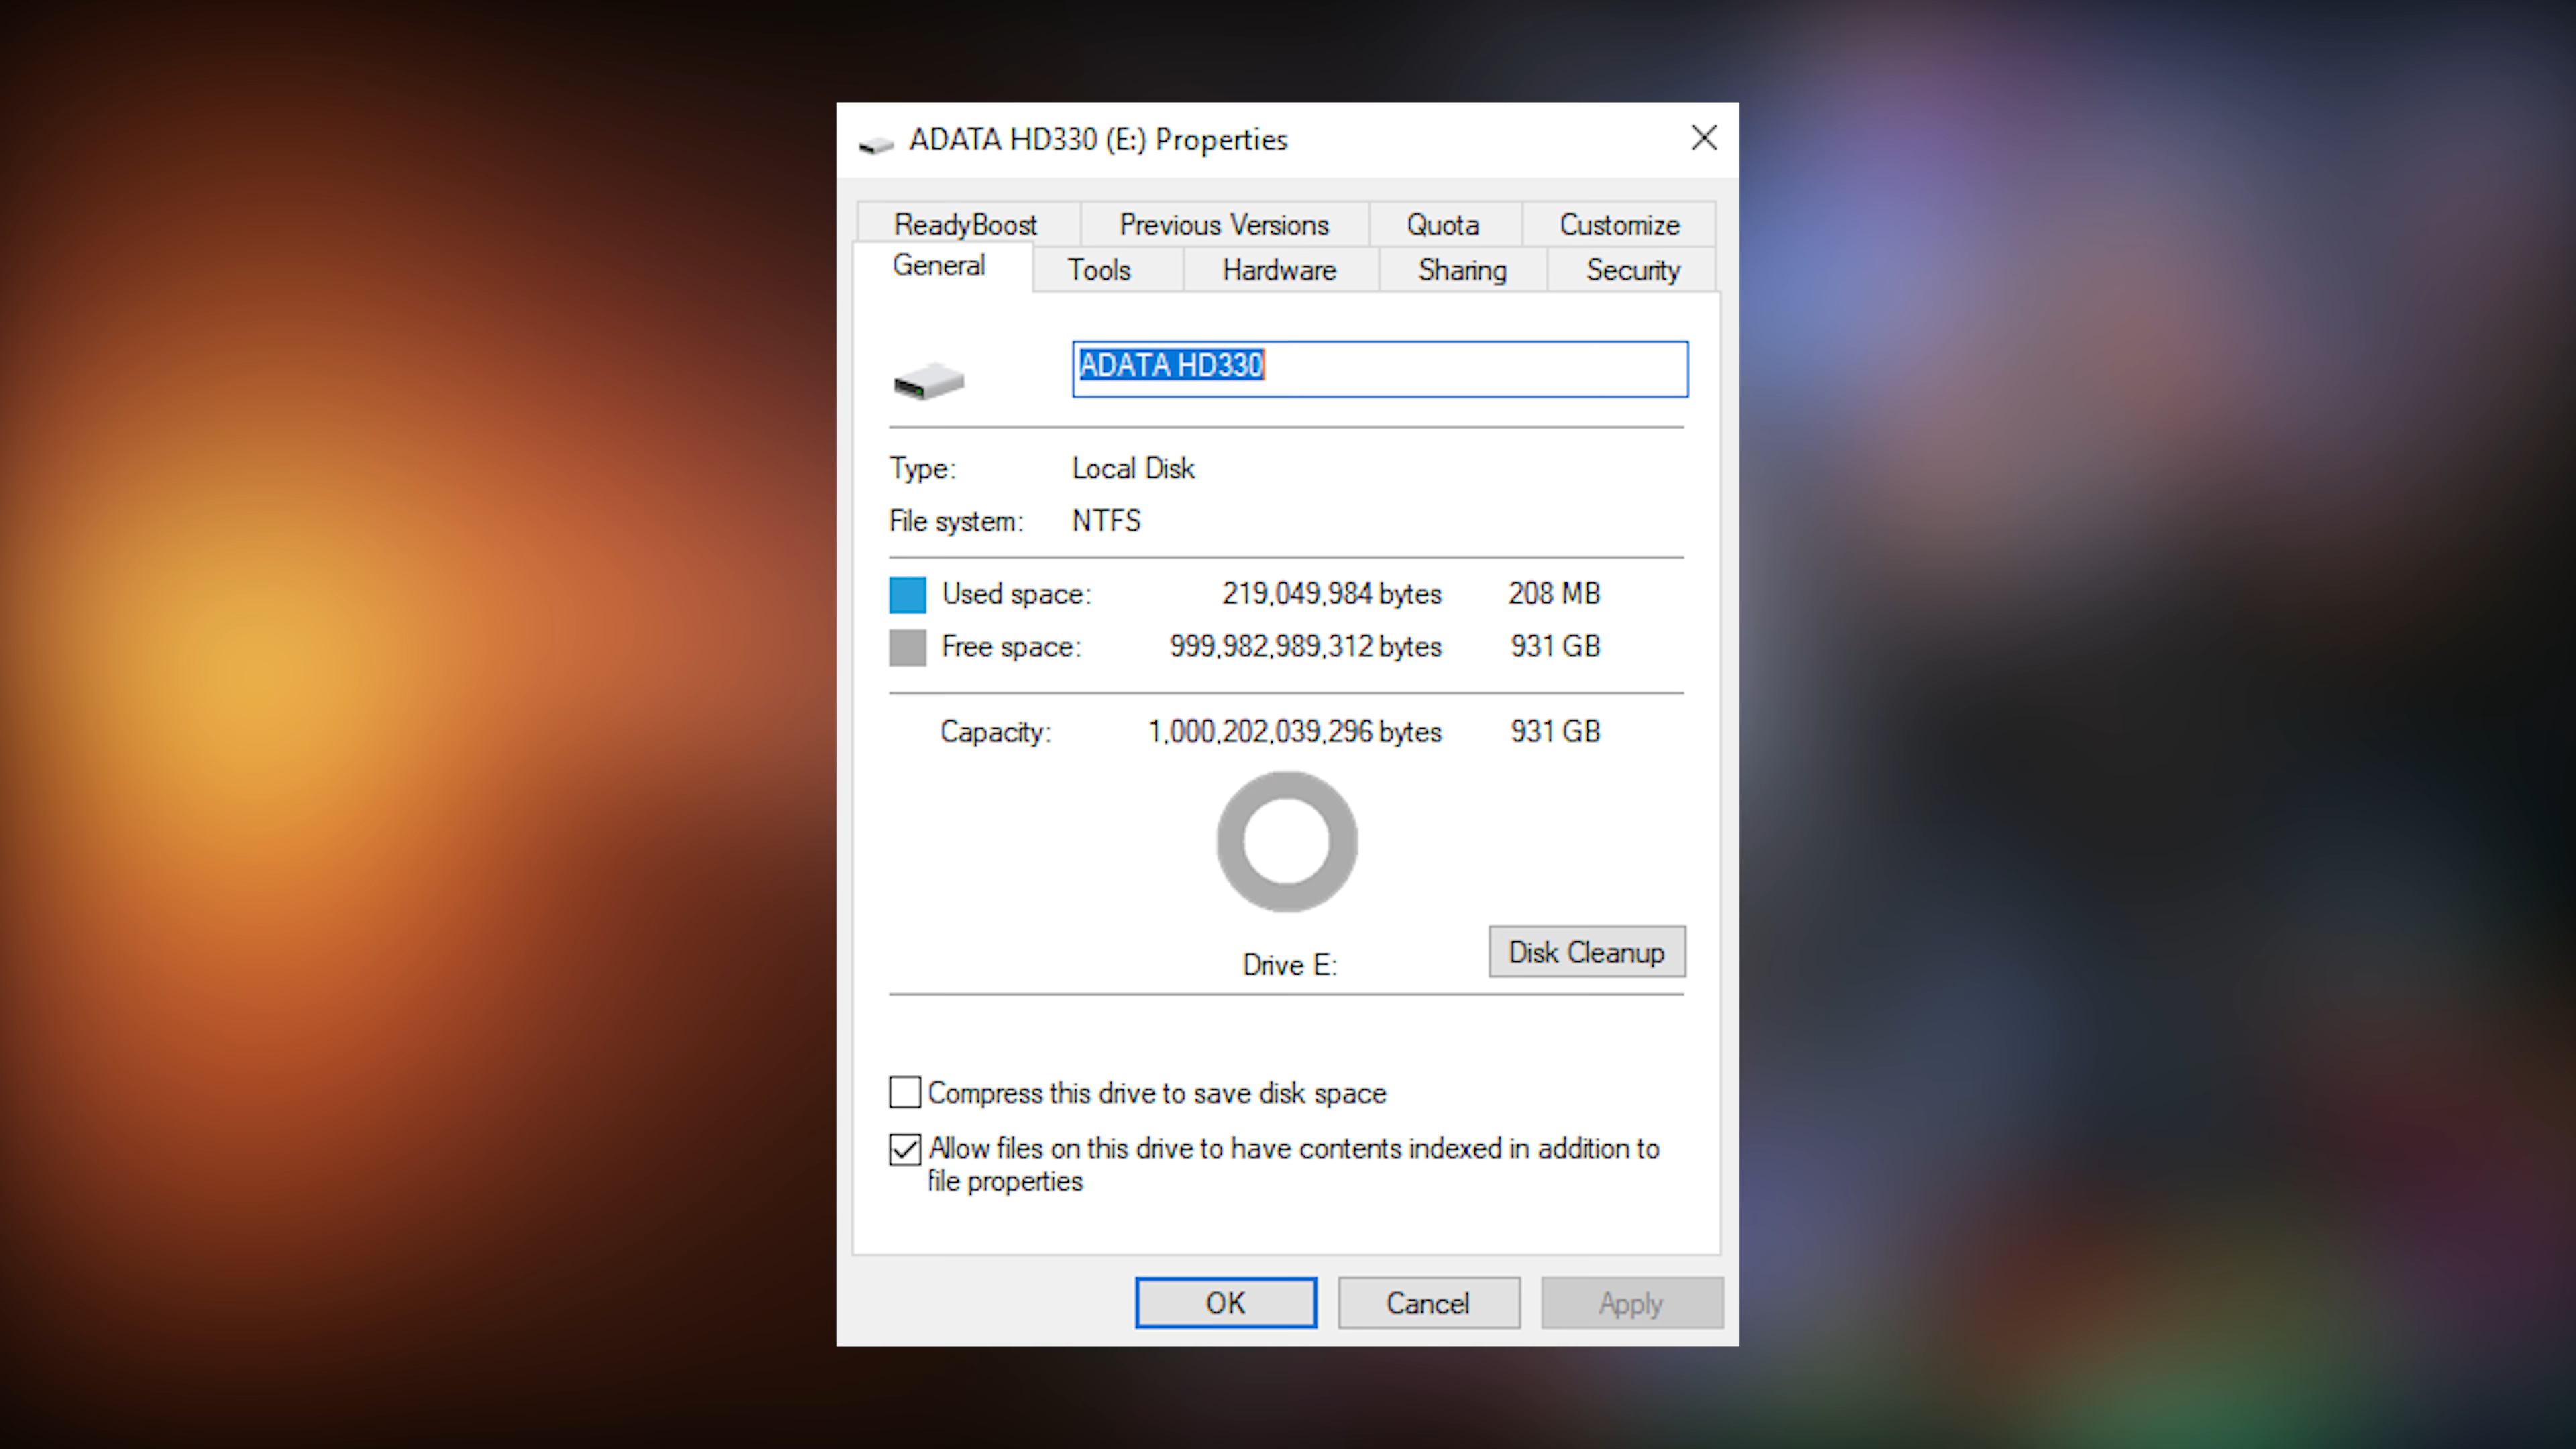 ADATA HD330 (E:) Properties
ReadyBoost Previous Versions Quota Customize
General Tools Hardware Sharing Security
ADATA HD330
Type: Local Disk
File system: NTFS
Used space: 219,049,984 bytes 208 MB
Free space: 999,982,989,312 bytes 931 GB
Capacity: 1,000,202,039,296 bytes 931 GB
Drive E:
Disk Cleanup
Compress this drive to save disk space
Allow files on this drive to have contents indexed in addition to
file properties
OK Cancel Apply